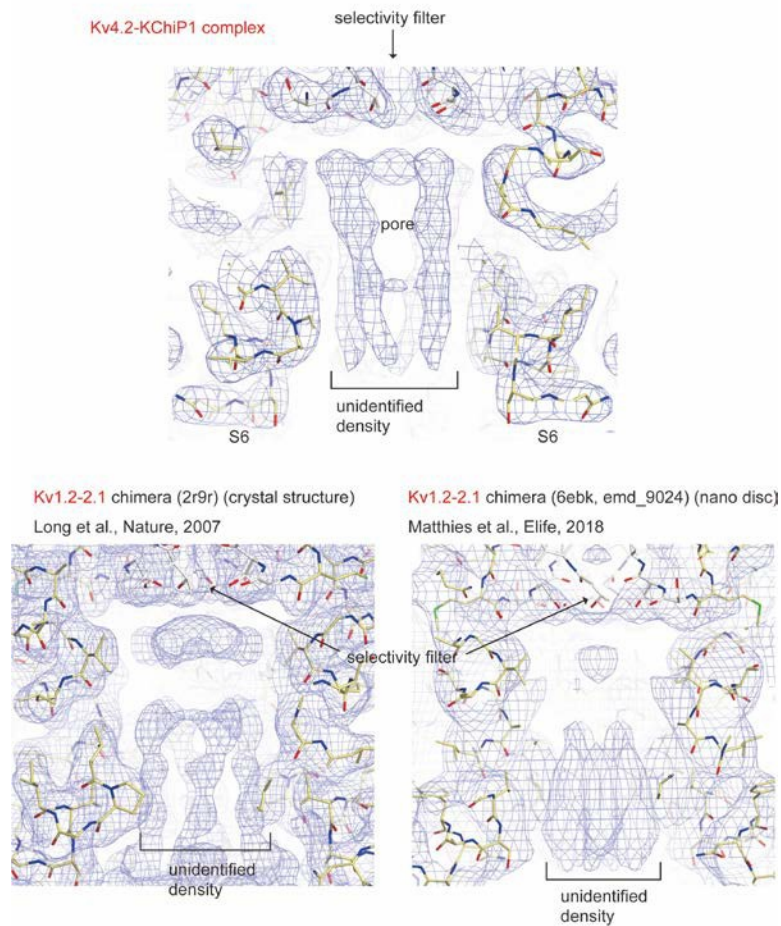 selectivity filter
Kv4.2-KChiP1 complex
pore
unidentified
density
S6
S6
Kv1.2-2.1 chimera (2r9r) (crystal structure)
Long et al., Nature, 2007
Kv1.2-2.1 chimera (6ebk, emd_9024) (nano disc)
Matthies et al., Elife, 2018
selectivity filter
unidentified
density
unidentified
density